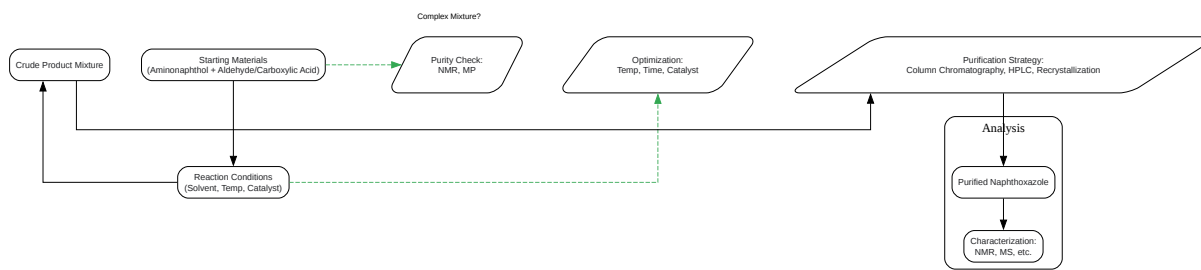 Complex Mixture?
Crude Product Mixture
Starting Materials
(Aminonaphthol + Aldehyde/Carboxylic Acid)
Purity Check:
NMR, MP
Optimization:
Temp, Time, Catalyst
Purification Strategy:
Column Chromatography, HPLC, Recrystallization
Analysis
Reaction Conditions
(Solvent, Temp, Catalyst)
Purified Naphthoxazole
Characterization:
NMR, MS, etc.